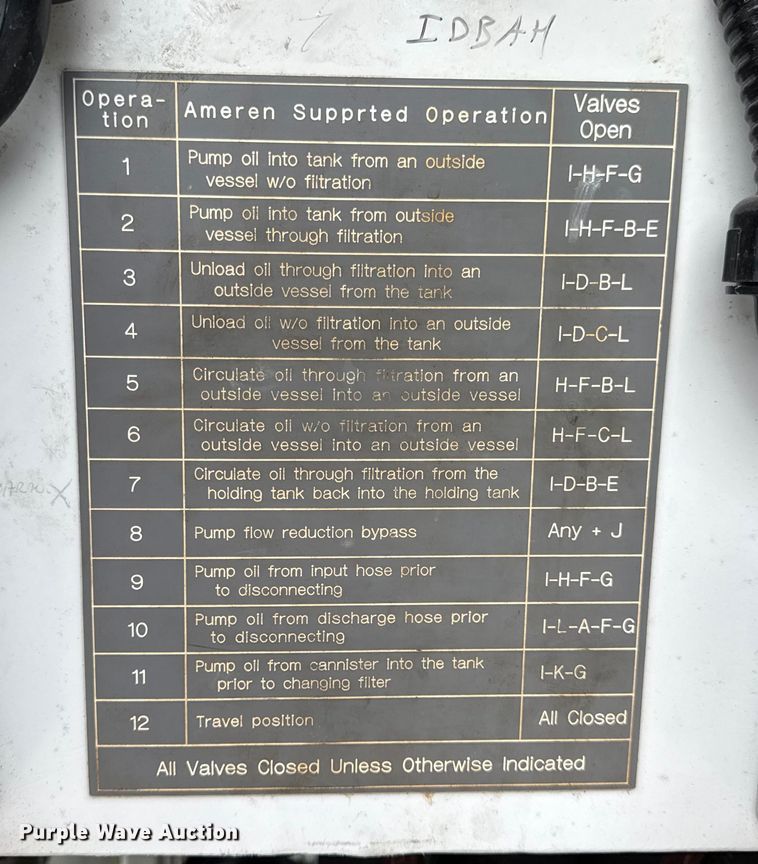 IDBAH
Opera-
tion
Ameren Supprted Operation
Valves
Open
1
Pump oil into tank from an outside
vessel w/o filtration
I-H-F-G
2
Pump oil into tank from outside
vessel through filtration
I-H-F-B-E
3
Unload oil through filtration into an
outside vessel from the tank
I-D-B-L
4
Unload oil w/o filtration into an outside
vessel from the tank
I-D-C-L
5
Circulate oil through filtration from an
outside vessel into an outside vessel
H-F-B-L
6
Circulate oil w/o filtration from an
outside vessel into an outside vessel
H-F-C-L
7
Circulate oil through filtration from the
holding tank back into the holding tank
I-D-B-E
8
Pump flow reduction bypass
Any + J
9
Pump oil from input hose prior
to disconnecting
I-H-F-G
10
Pump oil from discharge hose prior
to disconnecting
I-L-A-F-G
11
Pump oil from cannister into the tank
prior to changing filter
I-K-G
12
Travel position
All Closed
All Valves Closed Unless Otherwise Indicated
Purple Wave Auction